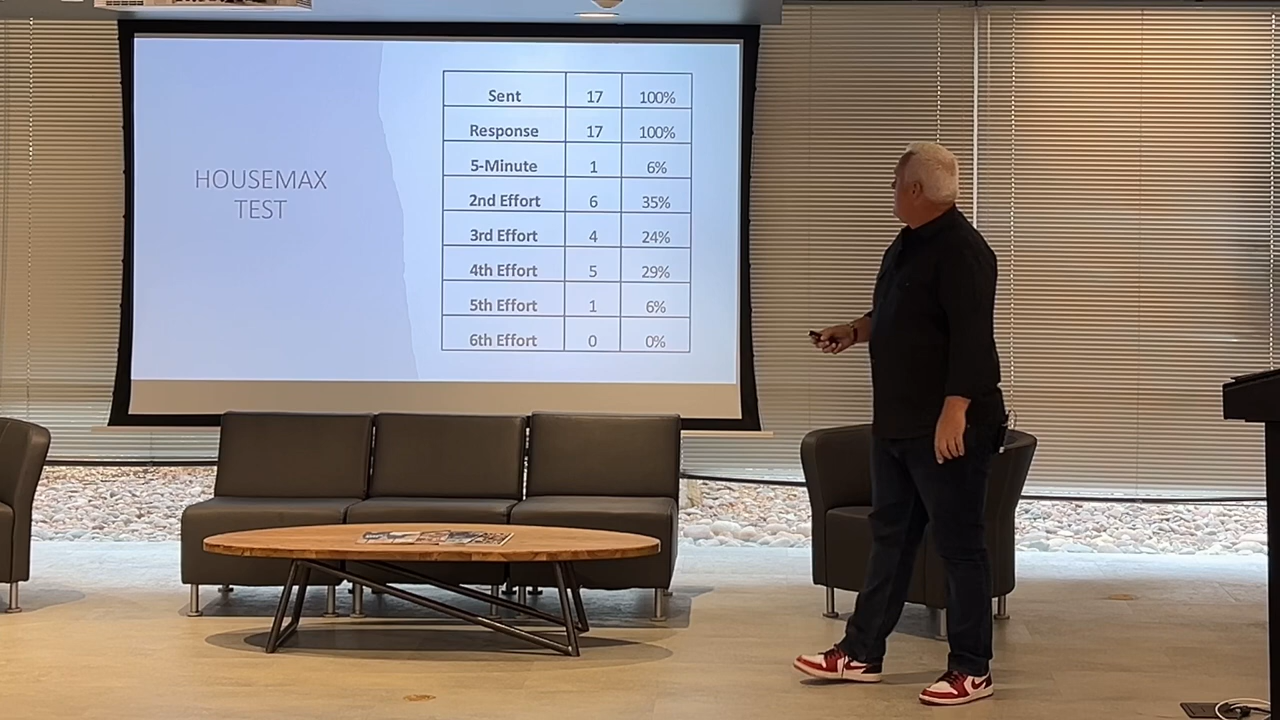 HOUSEMAX
TEST
Sent 17 100%
Response 17 100%
5-Minute 1 6%
2nd Effort 6 35%
3rd Effort 4 24%
4th Effort 5 29%
5th Effort 1 6%
6th Effort 0 0%